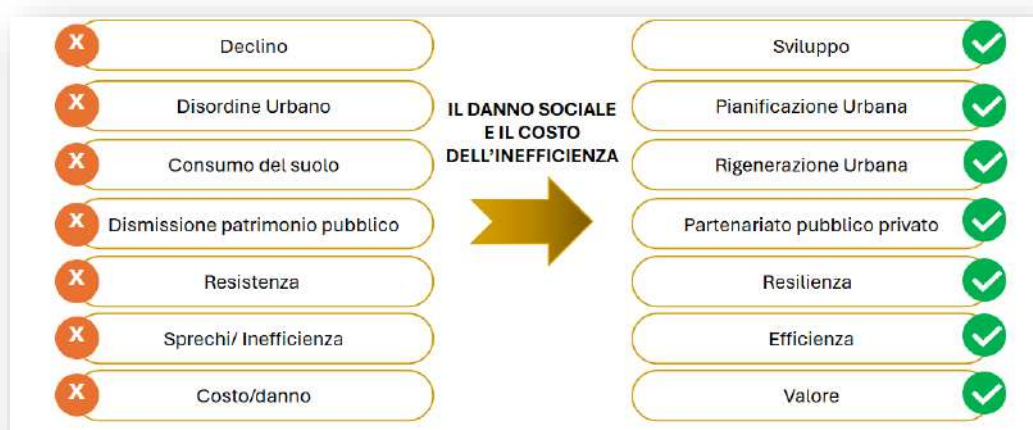 X
Declino
Sviluppo
X
Disordine Urbano
IL DANNO SOCIALE
E IL COSTO
DELL'INEFFICIENZA
Pianificazione Urbana
X
Consumo del suolo
Rigenerazione Urbana
X
Dismissione patrimonio pubblico
Partenariato pubblico privato
X
Resistenza
Resilienza
X
Sprechi/ Inefficienza
Efficienza
X
Costo/danno
Valore